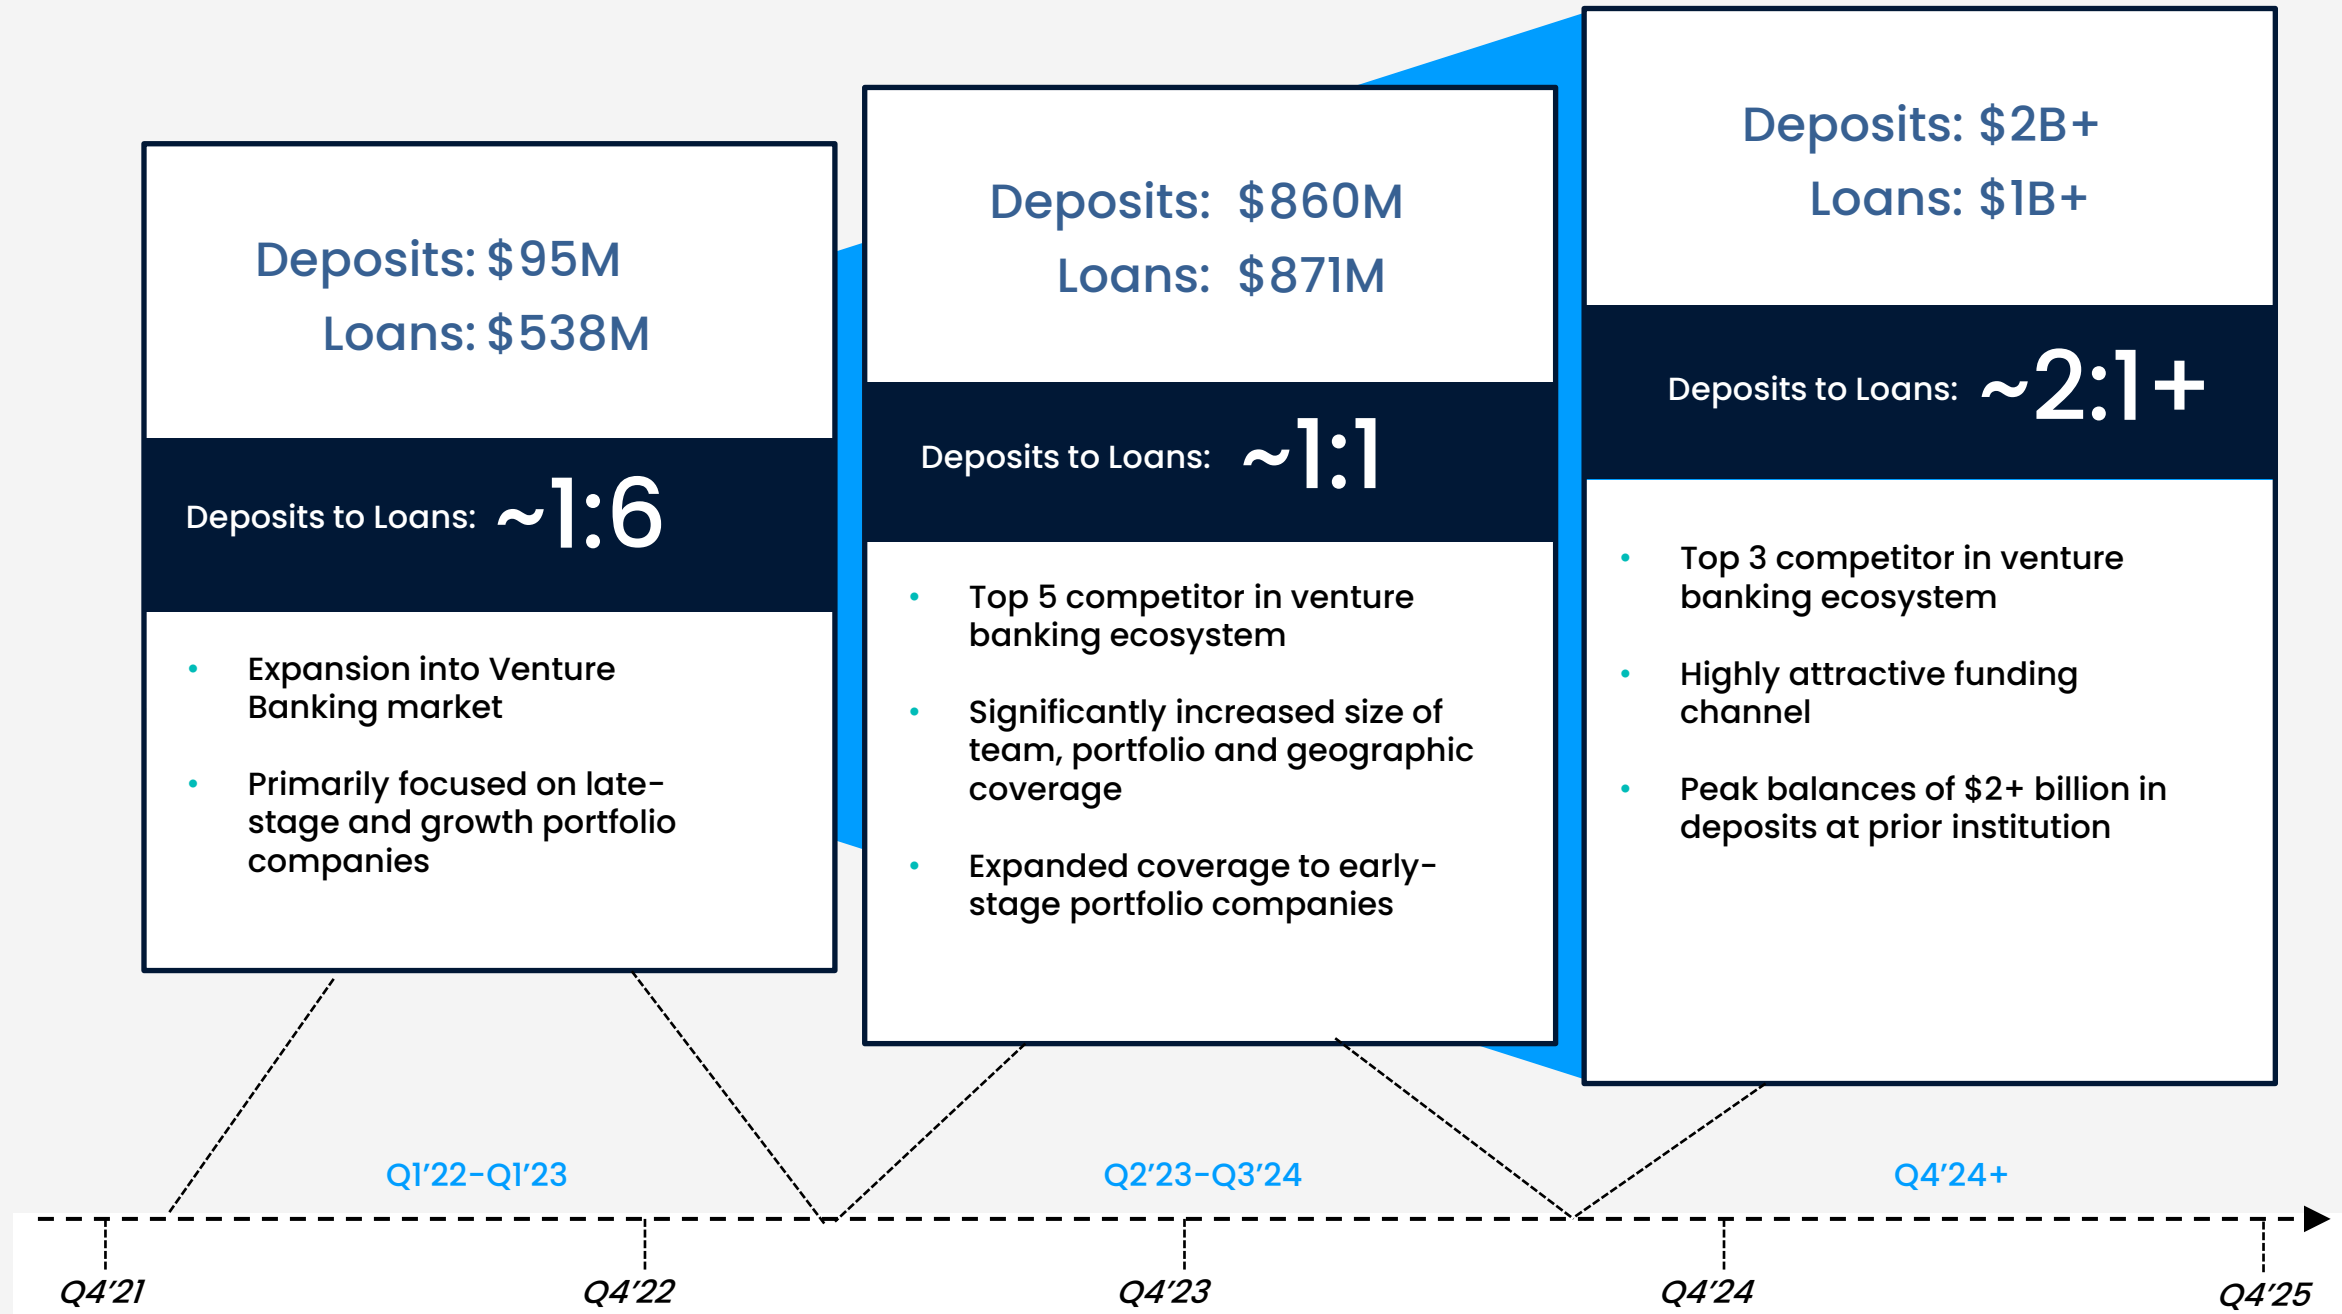 Deposits: $95M
Loans: $538M
Deposits to Loans: ~1:6
• Expansion into Venture
Banking market
• Primarily focused on late-
stage and growth portfolio
companies
Deposits: $860M
Loans: $871M
Deposits to Loans: ~1:1
• Top 5 competitor in venture
banking ecosystem
• Significantly increased size of
team, portfolio and geographic
coverage
• Expanded coverage to early-
stage portfolio companies
Deposits: $2B+
Loans: $1B+
Deposits to Loans: ~2:1+
• Top 3 competitor in venture
banking ecosystem
• Highly attractive funding
channel
• Peak balances of $2+ billion in
deposits at prior institution
Q1’22-Q1’23
Q2’23-Q3’24
Q4’24+
Q4’21
Q4’22
Q4’23
Q4’24
Q4’25